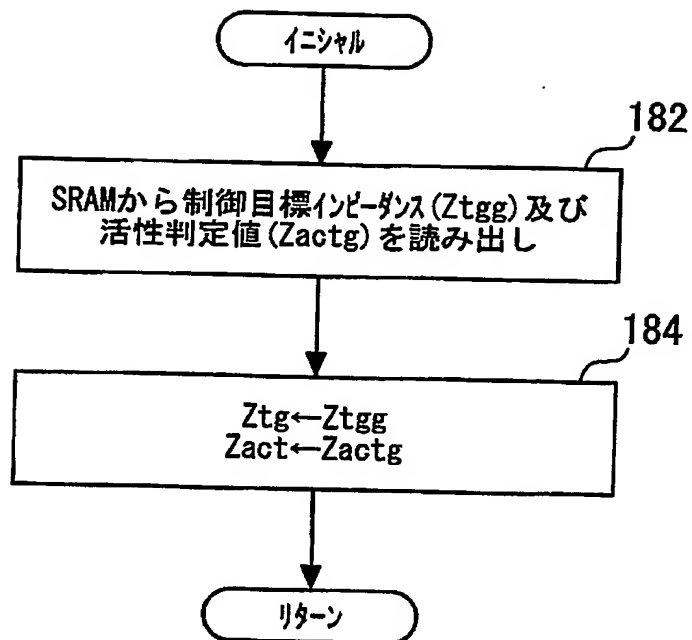 イニシャル
182
SRAMから制御目標インピーダンス(Ztgg)及び
活性判定値(Zactg)を読み出し
184
Ztg←Ztgg
Zact←Zactg
リターン